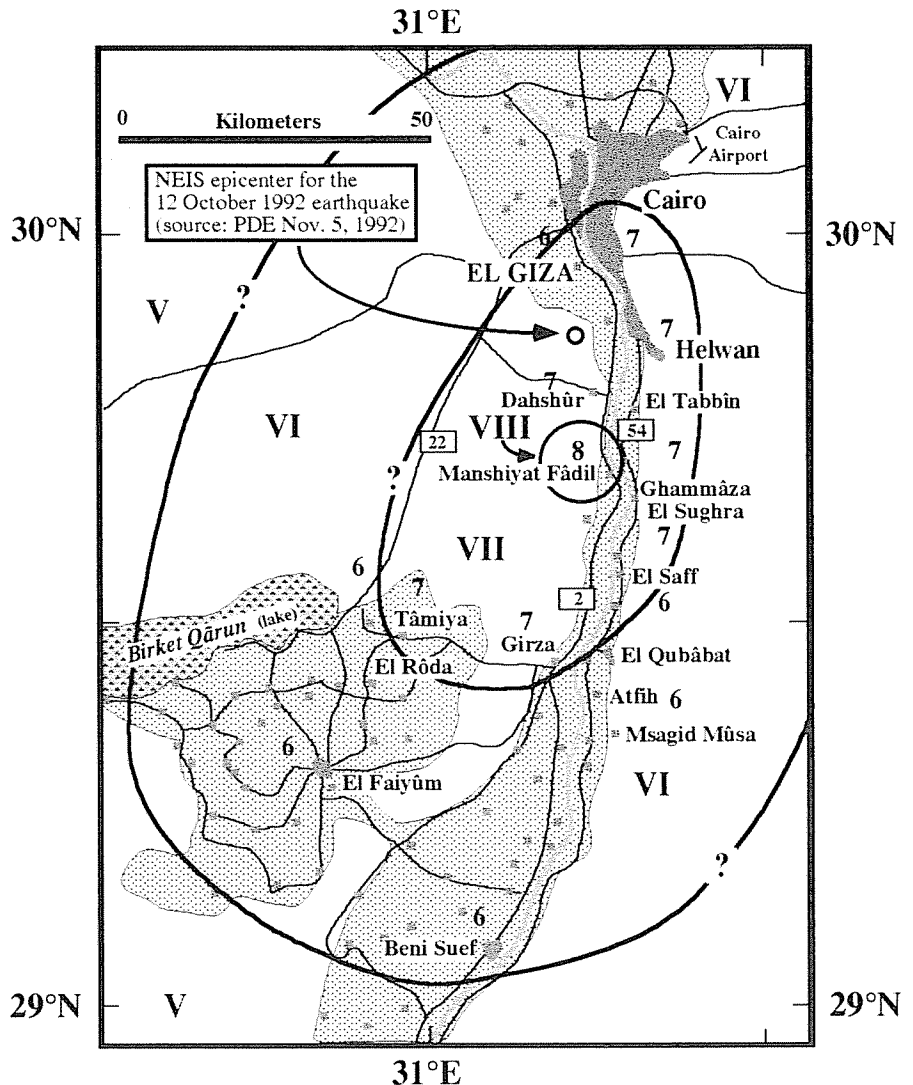 31°E
VI
0 Kilometers 50
Cairo
Airport
NEIS epicenter for the
12 October 1992 earthquake
(source: PDE Nov. 5, 1992)
Cairo
30°N
30°N
6
7
EL GIZA
?
V
7
Helwan
7
Dahshûr
El Tabbîn
VI
VIII
22
54
8
7
Manshiyat Fâdil
?
Ghammâza
El Sughra
7
VII
6
El Saff
7
2
6
Birket Qārun (lake)
Tâmiya
7
Girza
El Rôda
El Qubâbat
Atfih 6
6
Msagid Mûsa
El Faiyûm
VI
?
6
Beni Suef
29°N
V
29°N
31°E